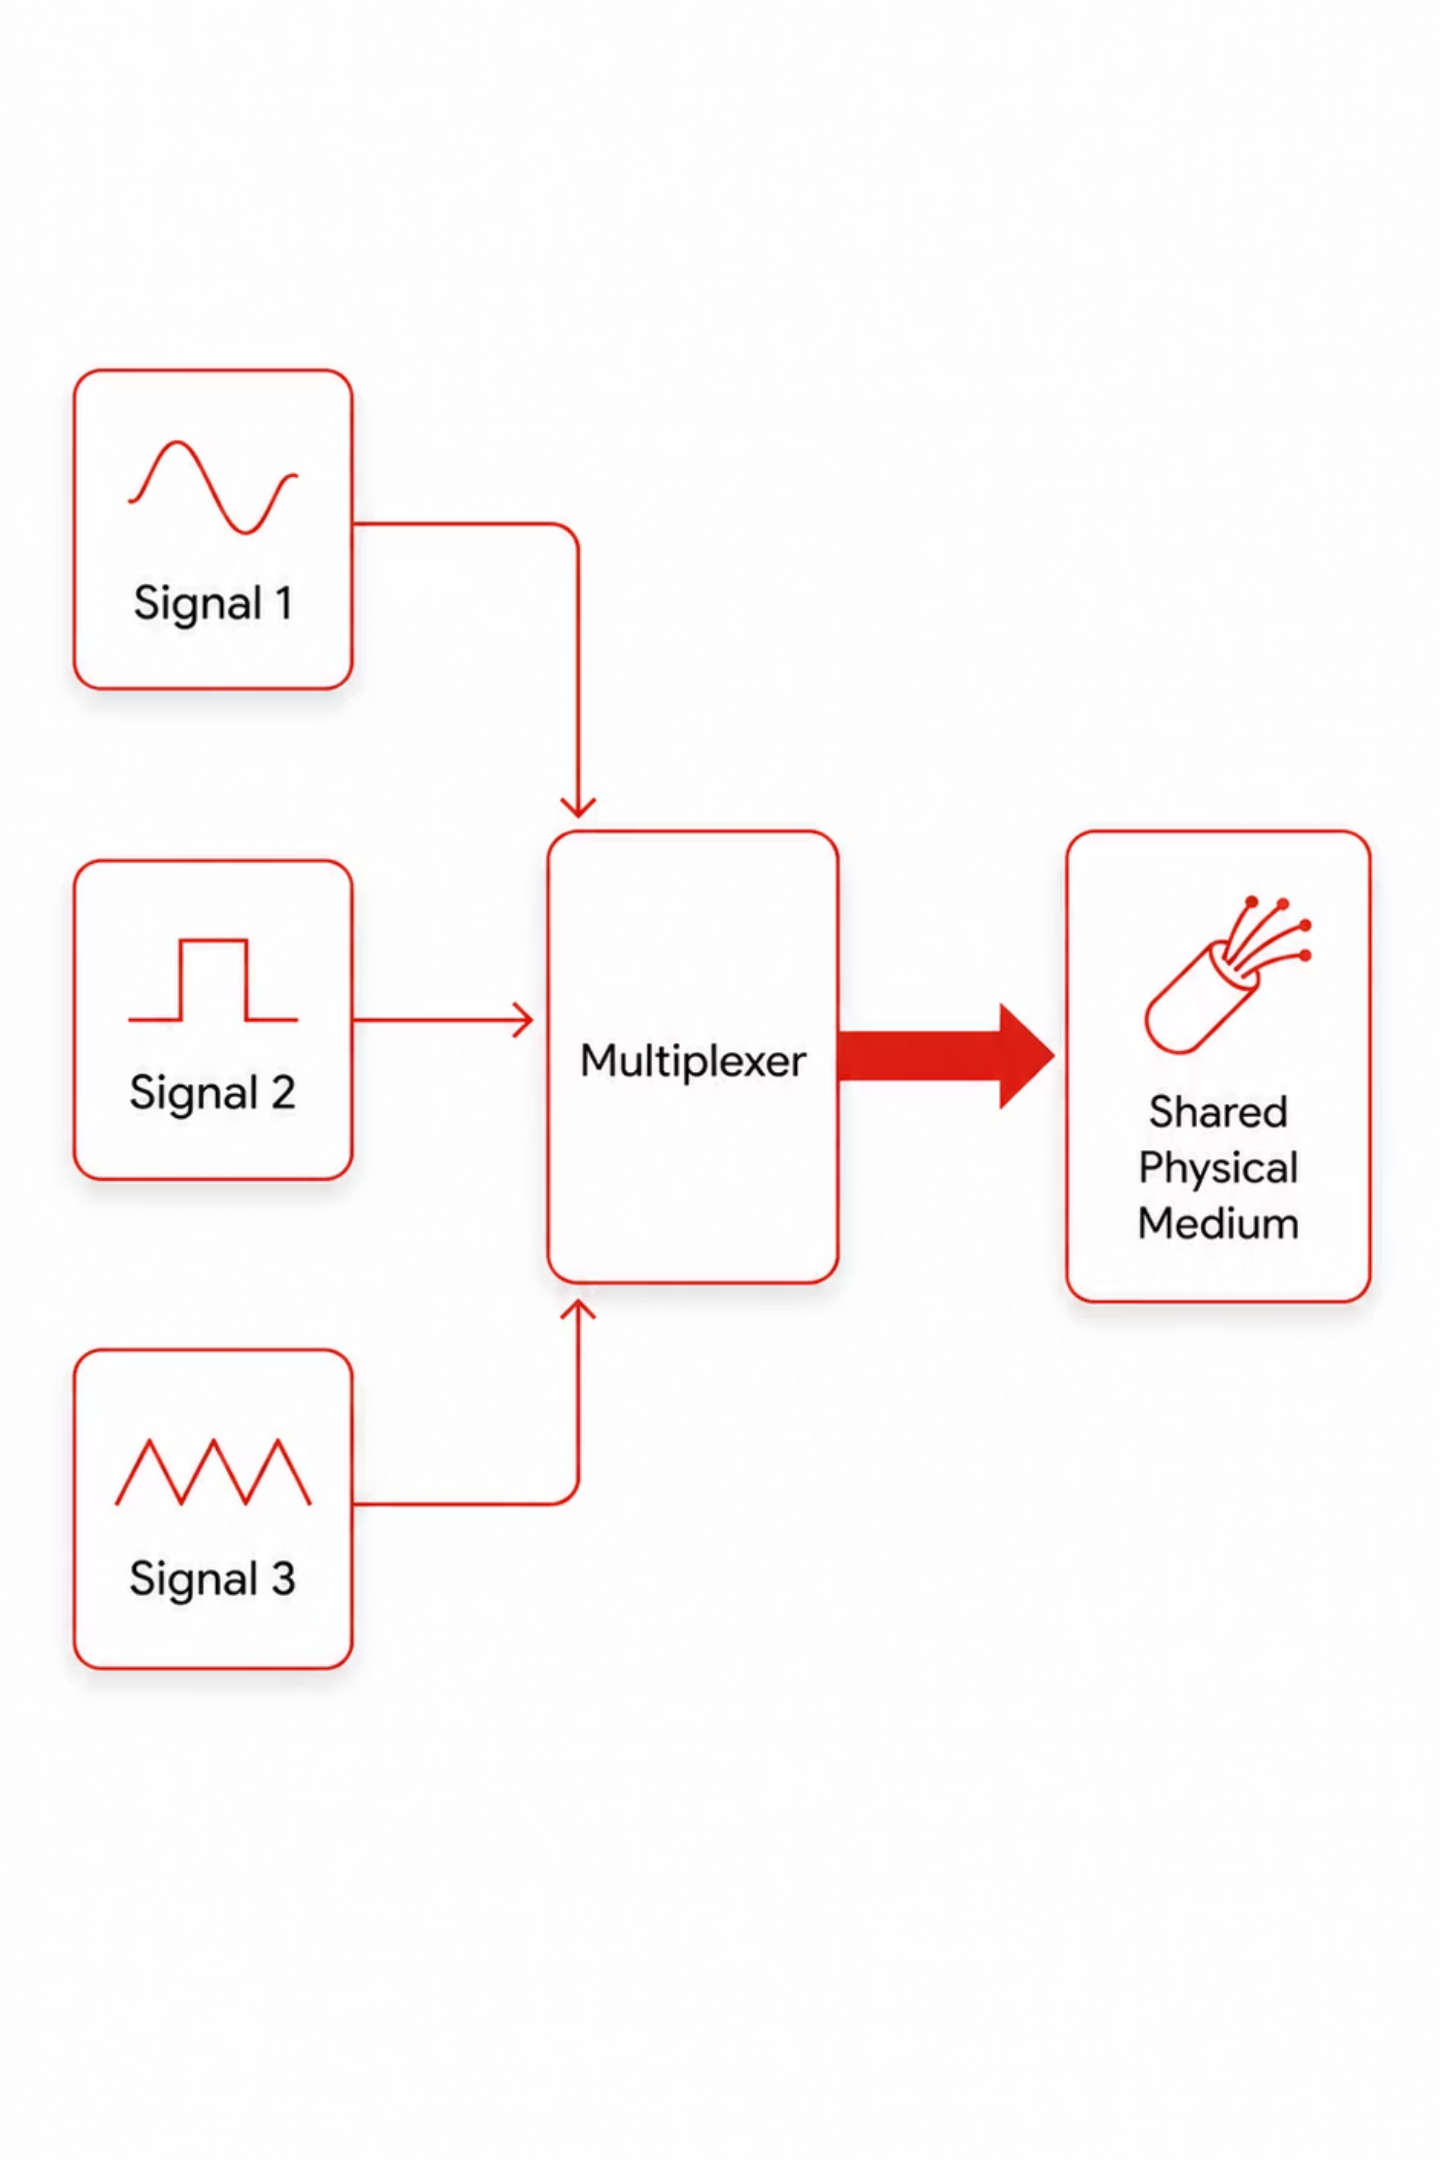 Signal 1
Signal 2
Multiplexer
Shared
Physical
Medium
Signal 3